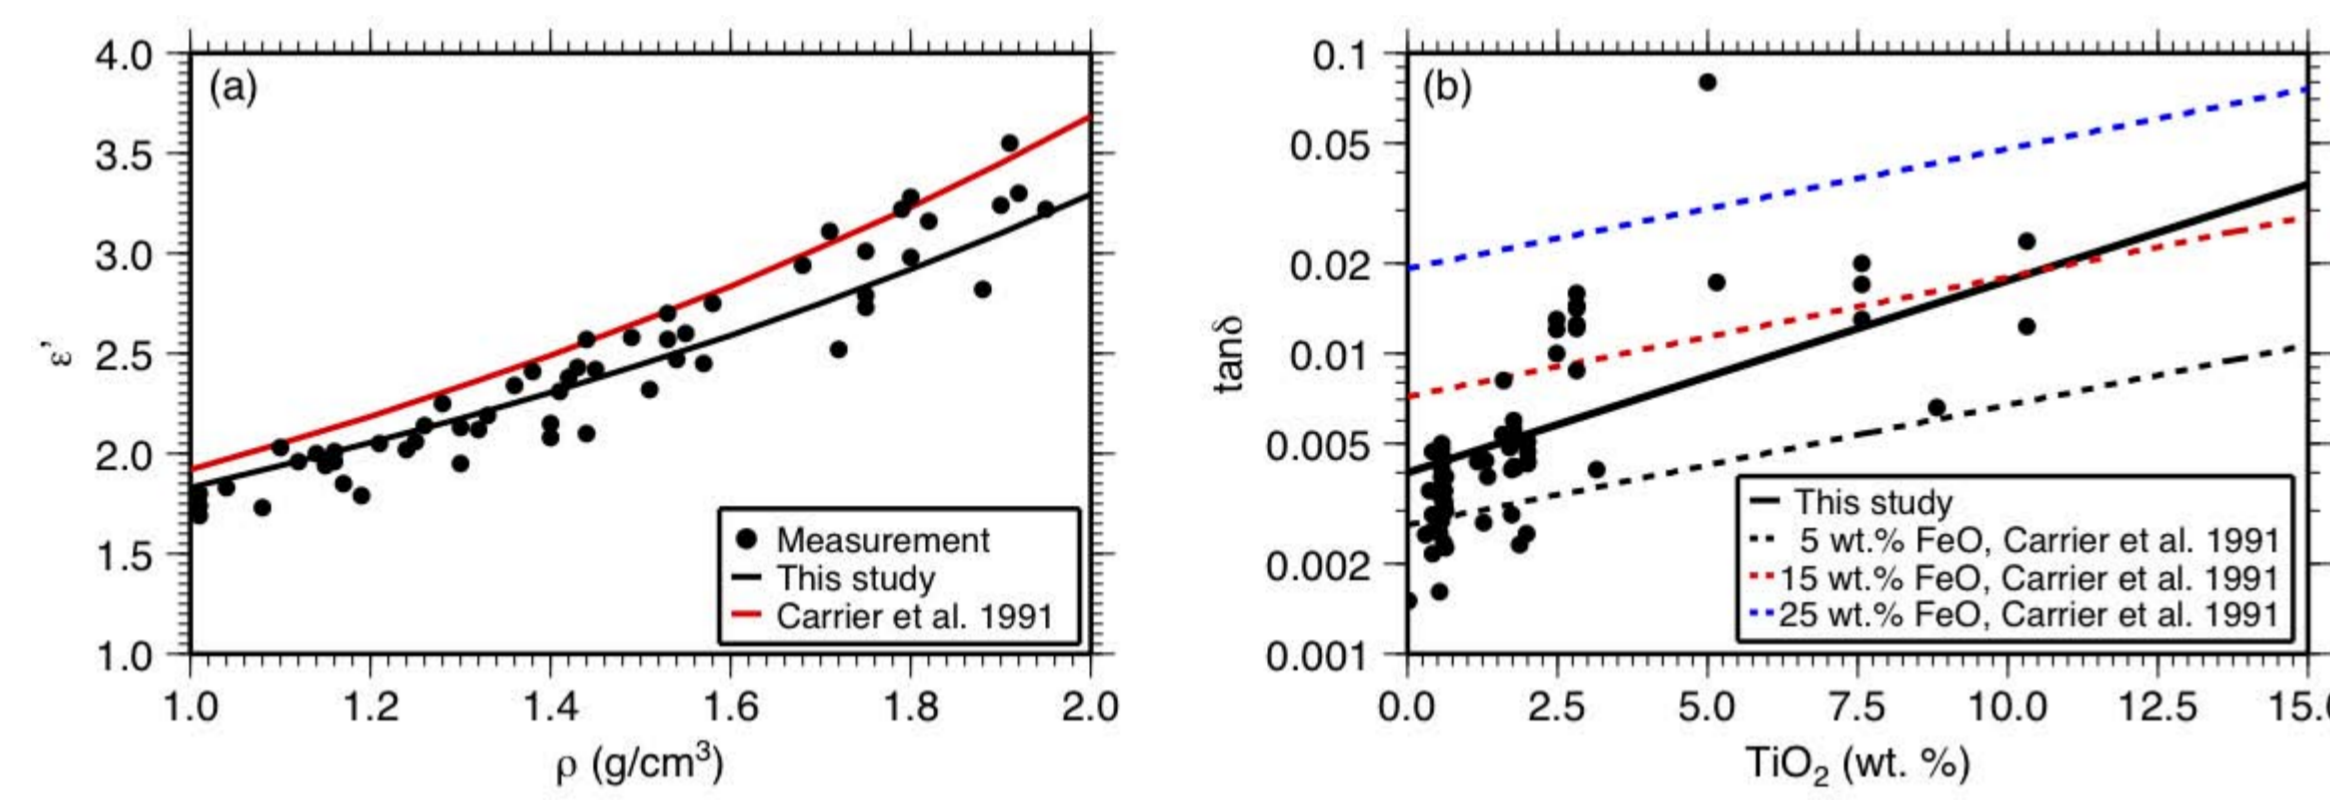 (a)
4.0
3.5
3.0
2.5
2.0
1.5
1.0
ε'
Measurement
This study
Carrier et al. 1991
1.0 1.2 1.4 1.6 1.8 2.0
ρ (g/cm³)
(b)
0.1
0.05
0.02
0.01
0.005
0.002
0.001
tanδ
This study
5 wt.% FeO, Carrier et al. 1991
15 wt.% FeO, Carrier et al. 1991
25 wt.% FeO, Carrier et al. 1991
0.0 2.5 5.0 7.5 10.0 12.5 15.0
TiO₂ (wt. %)